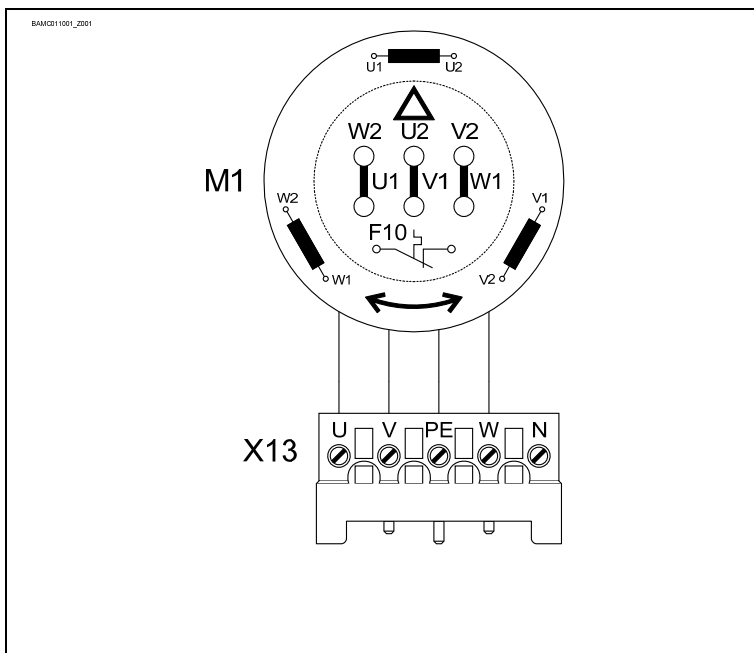 BAMC011001_Z001
U1 U2
W2 U2 V2
M1
U1 V1 W1
W2
V1
F10
W1
V2
U V PE W N
X13